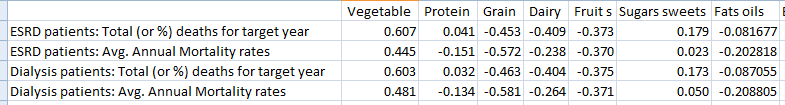 Vegetable Protein Grain Dairy Fruit s Sugars sweets Fats oils
ESRD patients: Total (or %) deaths for target year 0.607 0.041 -0.453 -0.409 -0.373 0.179 -0.081677
ESRD patients: Avg. Annual Mortality rates 0.445 -0.151 -0.572 -0.238 -0.370 0.023 -0.202818
Dialysis patients: Total (or %) deaths for target year 0.603 0.032 -0.463 -0.404 -0.375 0.173 -0.087055
Dialysis patients: Avg. Annual Mortality rates 0.481 -0.134 -0.581 -0.264 -0.371 0.050 -0.208805